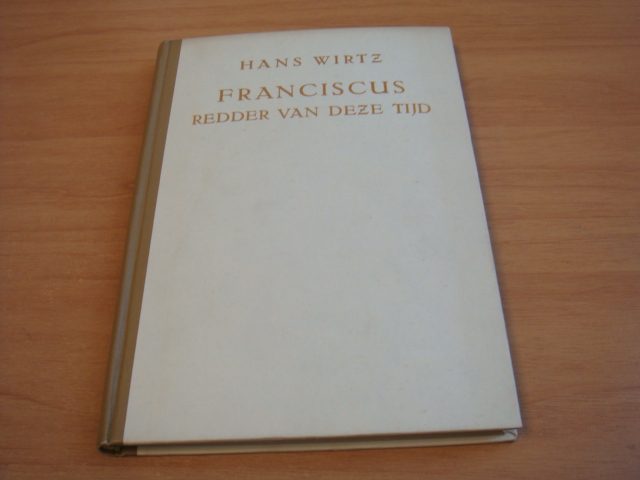 HANS WIRTZ
FRANCISCUS
REDDER VAN DEZE TIJD